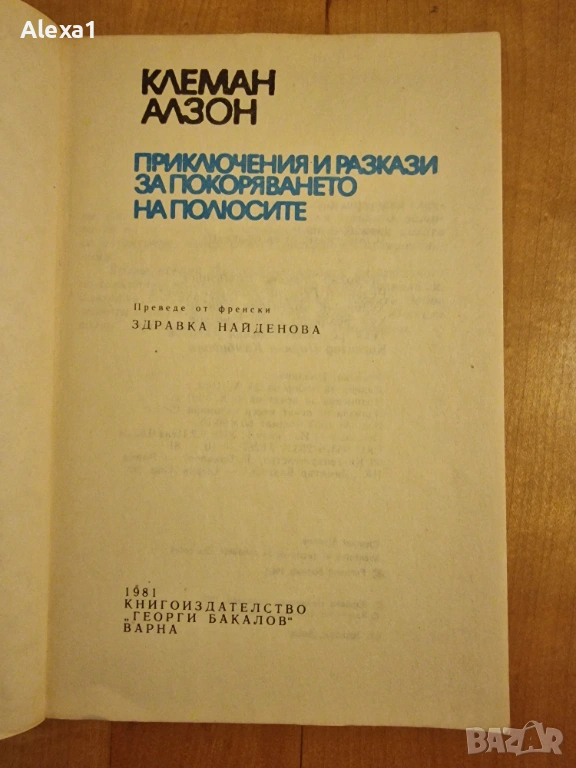 Alexa1
КЛЕМАН
АЛЗОН
ПРИКЛЮЧЕНИЯ И РАЗКАЗИ
ЗА ПОКОРЯВАНЕТО
НА ПОЛЮСИТЕ
Преведе от френски
ЗДРАВКА НАЙДЕНОВА
1981
КНИГОИЗДАТЕЛСТВО
„ГЕОРГИ БАКАЛОВ“
ВАРНА
BAZAR